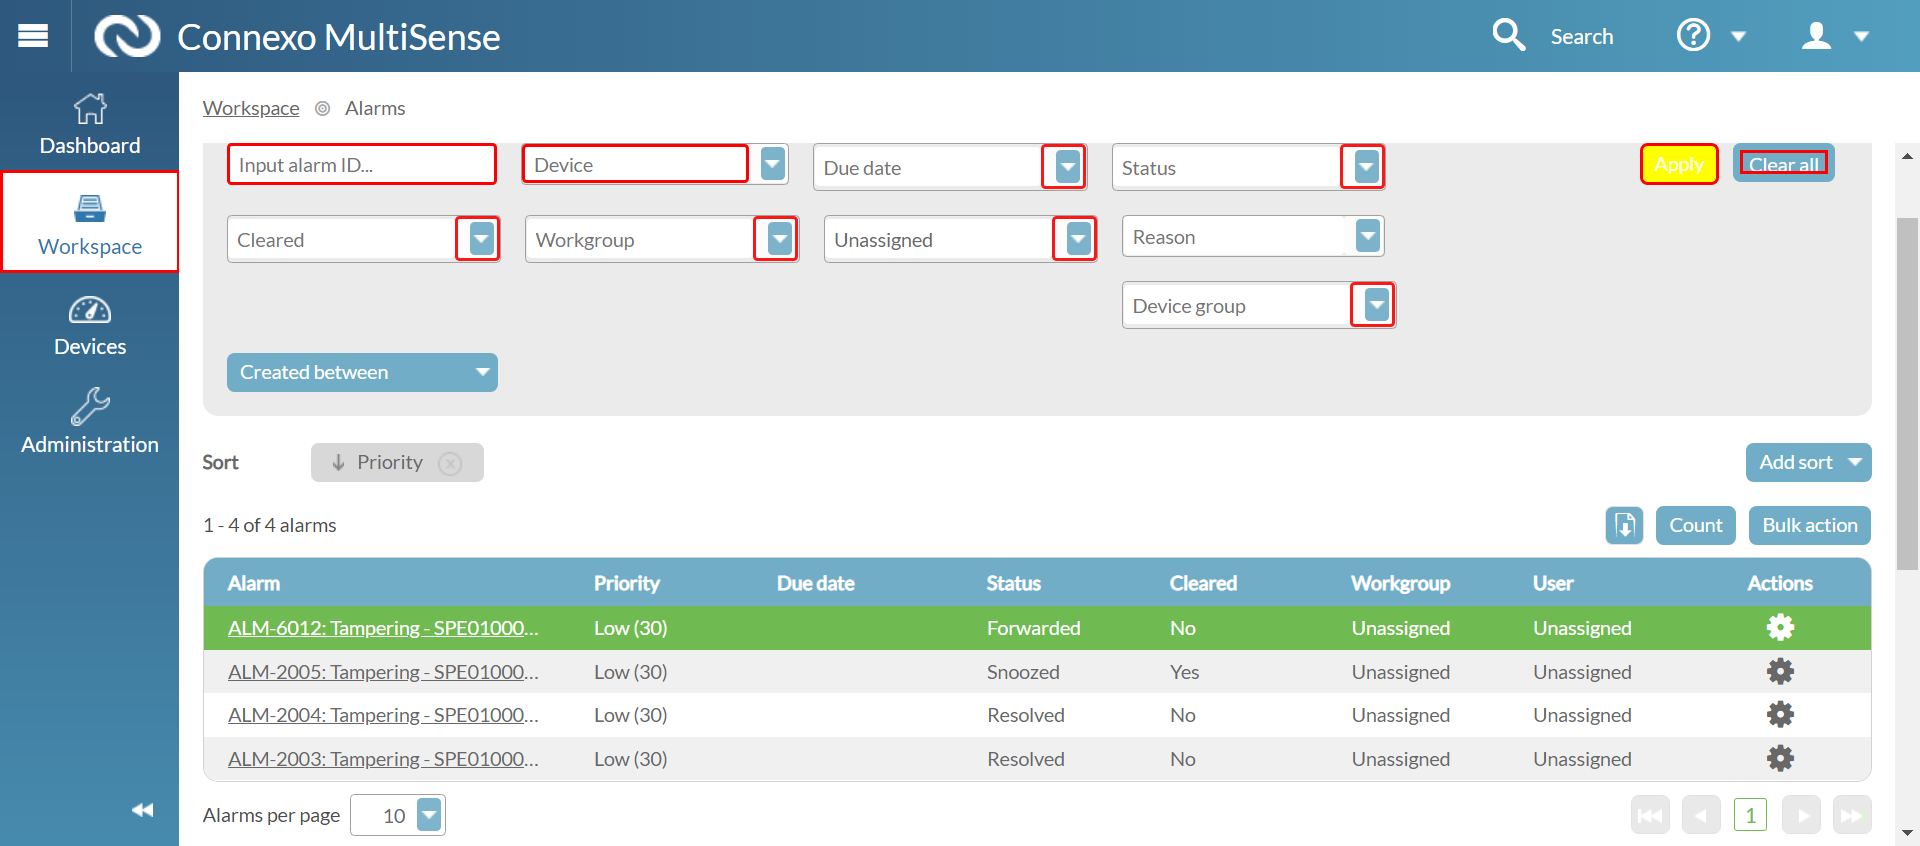 Connexo MultiSense
Search
Dashboard
Workspace
Devices
Administration
Workspace Alarms
Input alarm ID... Device Due date Status Apply Clear all
Cleared Workgroup Unassigned Reason
Device group
Created between
Sort Priority Add sort
1 - 4 of 4 alarms Count Bulk action
Alarm Priority Due date Status Cleared Workgroup User Actions
ALM-6012: Tampering - SPE01000... Low (30) Forwarded No Unassigned Unassigned
ALM-2005: Tampering - SPE01000... Low (30) Snoozed Yes Unassigned Unassigned
ALM-2004: Tampering - SPE01000... Low (30) Resolved No Unassigned Unassigned
ALM-2003: Tampering - SPE01000... Low (30) Resolved No Unassigned Unassigned
Alarms per page 10 1